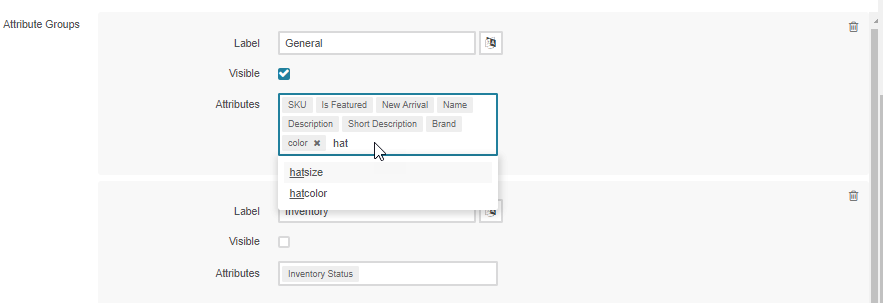 Attribute Groups
Label General
Visible
Attributes SKU Is Featured New Arrival Name
Description Short Description Brand
color ✖ hat
hatsize
hatcolor
Label Inventory
Visible
Attributes Inventory Status